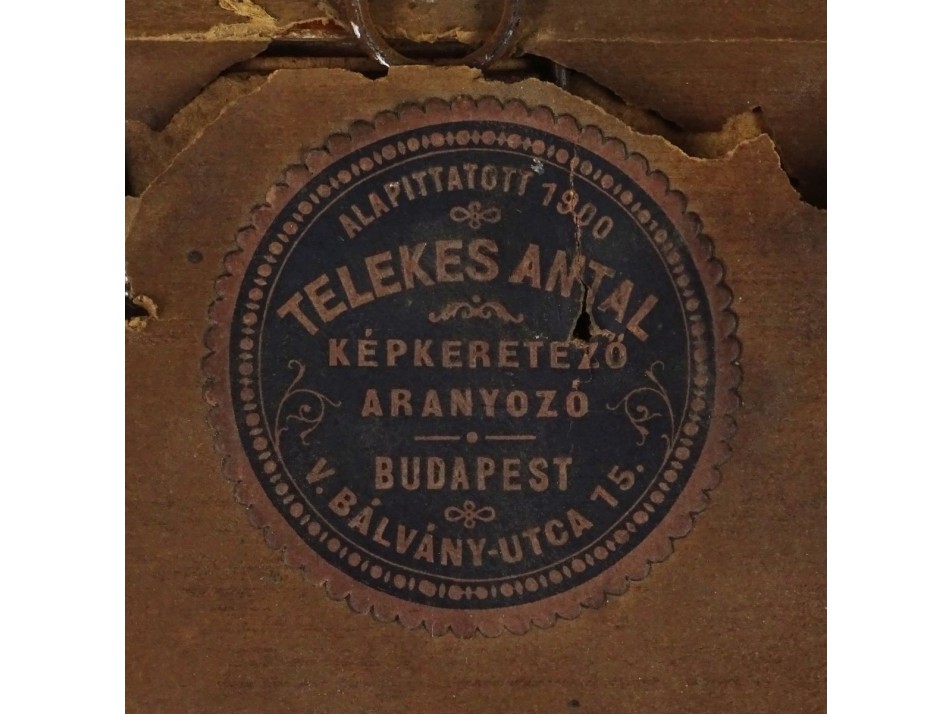 ALAPITTATOTT 1900
TELEKES ANTAL
KÉPKERETEZŐ
ARANYOZÓ
BUDAPEST
V. BÁLVÁNY-UTCA 15.